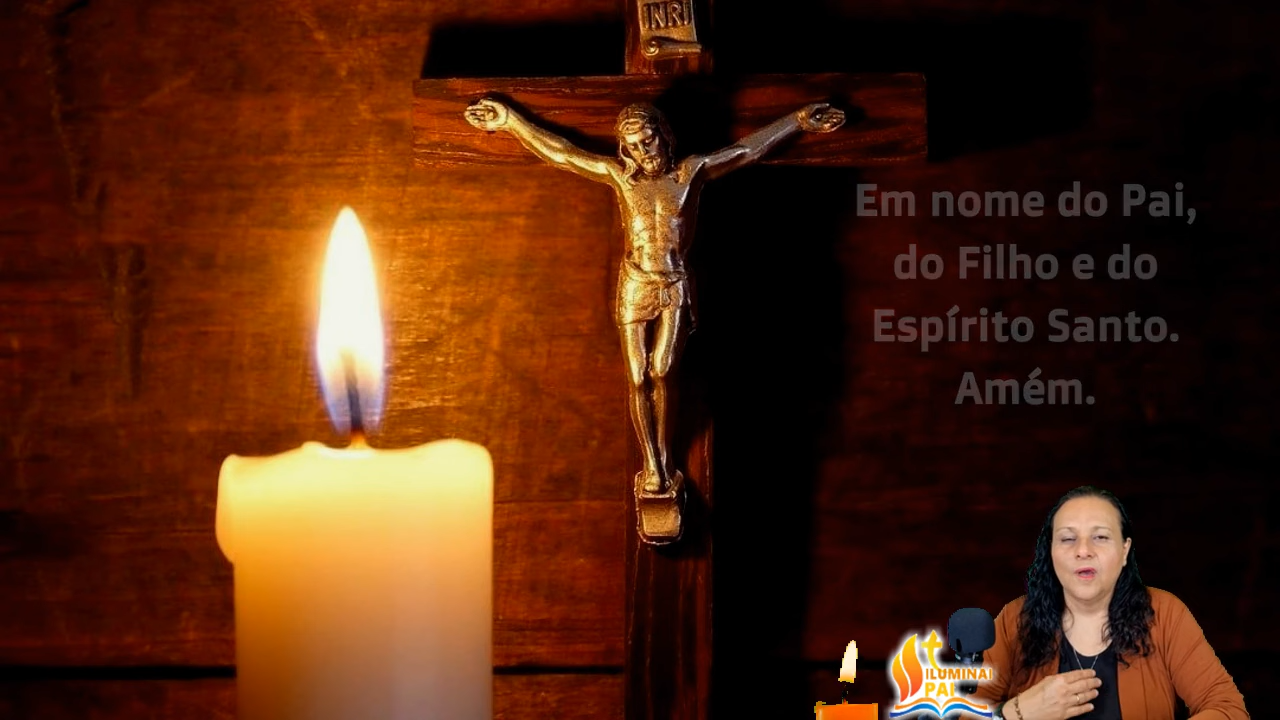 INRI
Em nome do Pai,
do Filho e do
Espírito Santo.
Amém.
ILUMINAI
PAI